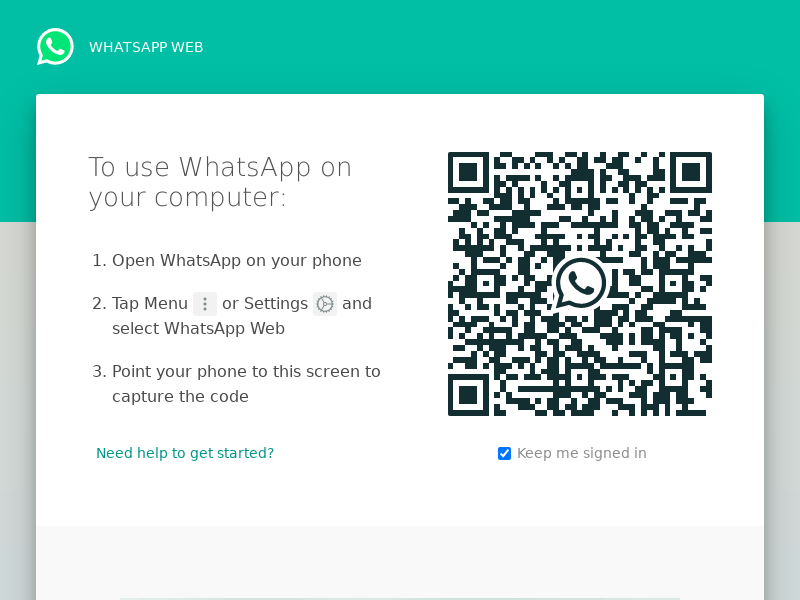 WHATSAPP WEB
To use WhatsApp on
your computer:
1. Open WhatsApp on your phone
2. Tap Menu or Settings and
select WhatsApp Web
3. Point your phone to this screen to
capture the code
Need help to get started?
Keep me signed in